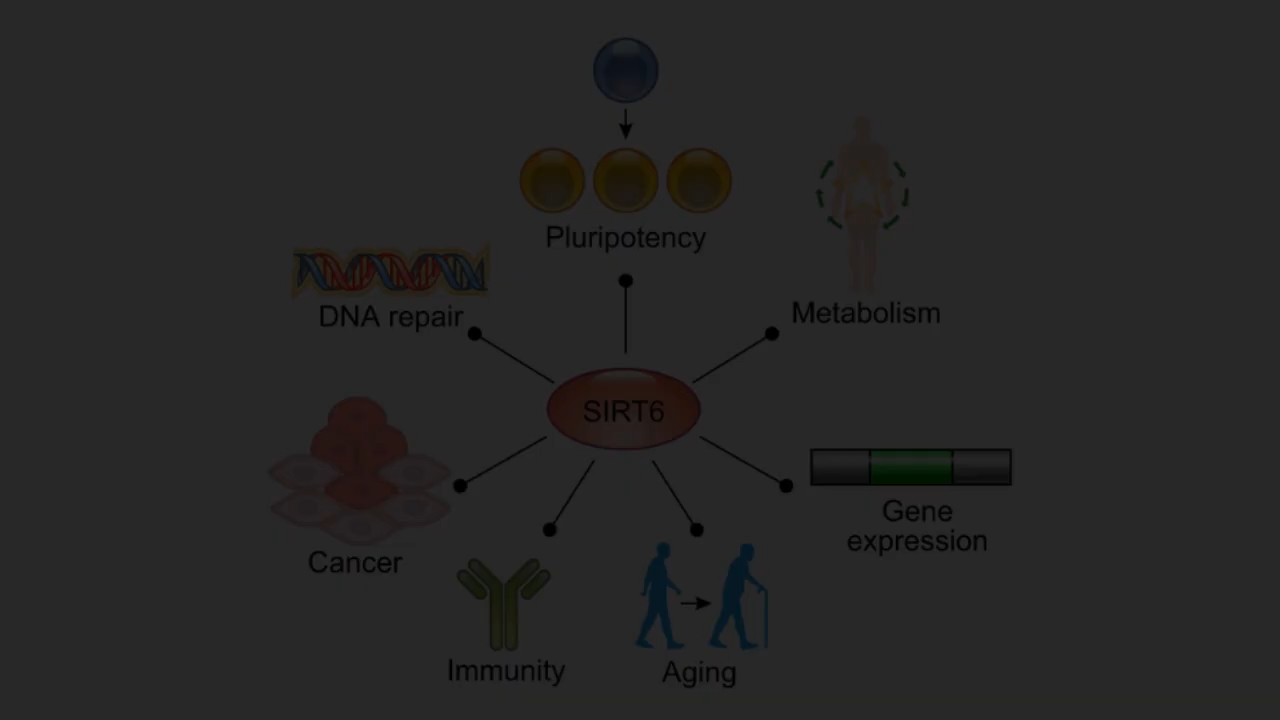 Pluripotency
DNA repair
Metabolism
SIRT6
Gene
expression
Cancer
Immunity
Aging